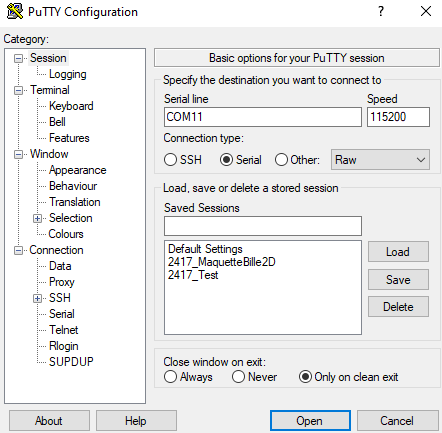 PuTTY Configuration
?
Category:
Session
Logging
Terminal
Keyboard
Bell
Features
Window
Appearance
Behaviour
Translation
Selection
Colours
Connection
Data
Proxy
SSH
Serial
Telnet
Rlogin
SUPDUP
Basic options for your PuTTY session
Specify the destination you want to connect to
Serial line Speed
COM11 115200
Connection type:
SSH Serial Other: Raw
Load, save or delete a stored session
Saved Sessions
Default Settings
2417_MaquetteBille2D
2417_Test
Load
Save
Delete
Close window on exit:
Always Never Only on clean exit
About Help Open Cancel